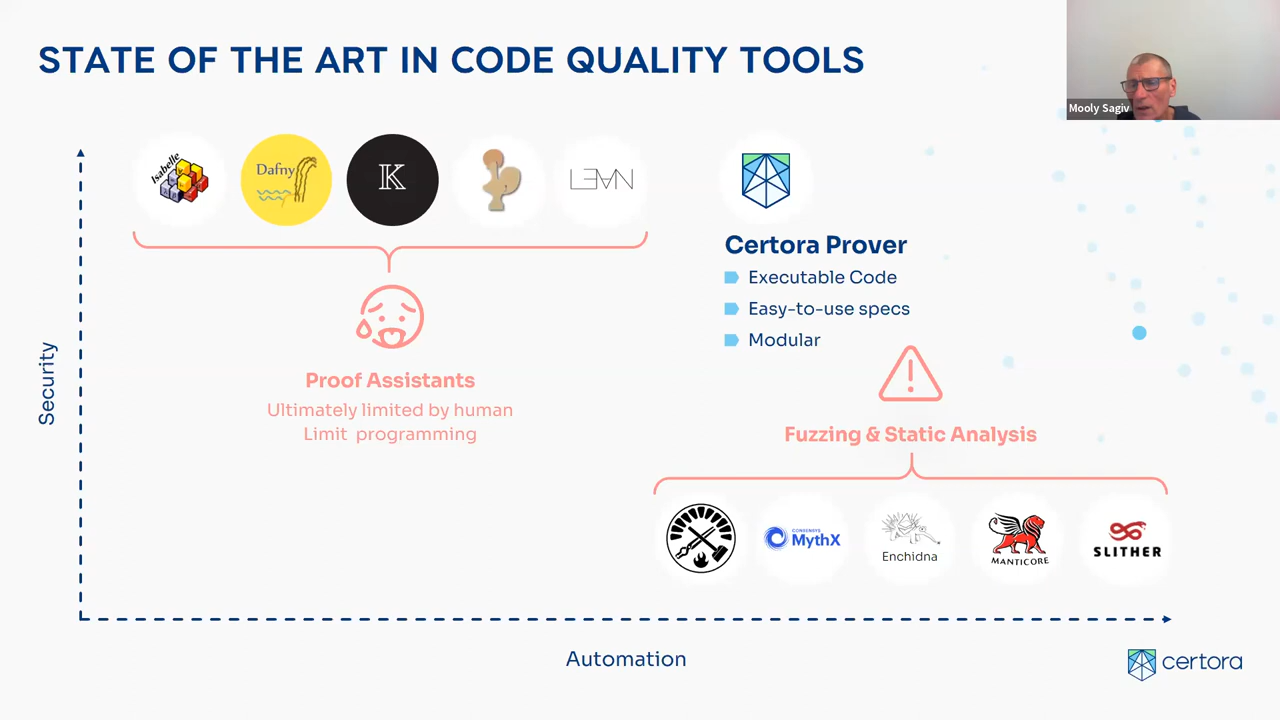 STATE OF THE ART IN CODE QUALITY TOOLS
Mooly Sagiv
Isabelle
Dafny
K
LEAN
Certora Prover
Executable Code
Easy-to-use specs
Modular
Security
Proof Assistants
Ultimately limited by human
Limit programming
Fuzzing & Static Analysis
CONSENSYS
MythX
Enchidna
MANTICORE
SLITHER
Automation
certora